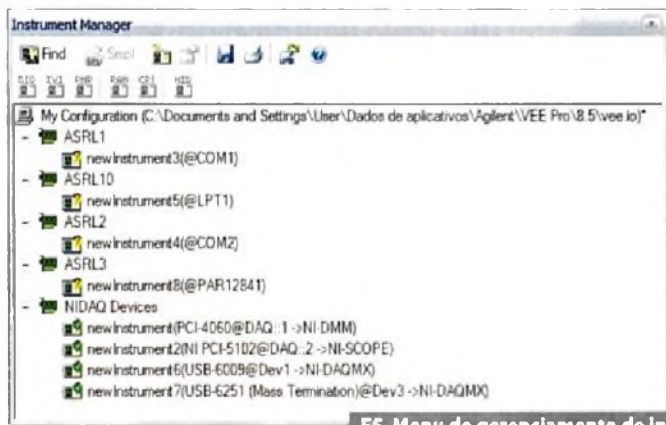 Instrument Manager
Find
My Configuration (C:\Documents and Settings\User\Dados de aplicativos\Agilent\VEE Pro\8.5\vee.io)*
ASRL1
newInstrument3(@COM1)
ASRL10
newInstrument5(@LPT1)
ASRL2
newInstrument4(@COM2)
ASRL3
newInstrument8(@PAR12841)
NIDAQ Devices
newInstrument(PCI-4060@DAQ::1 ->NI-DMM)
newInstrument2(NI PCI-5102@DAQ::2 ->NI-SCOPE)
newInstrument6(USB-6009@Dev1 ->NI-DAQMX)
newInstrument7(USB-6251 (Mass Termination)@Dev3 ->NI-DAQMX)